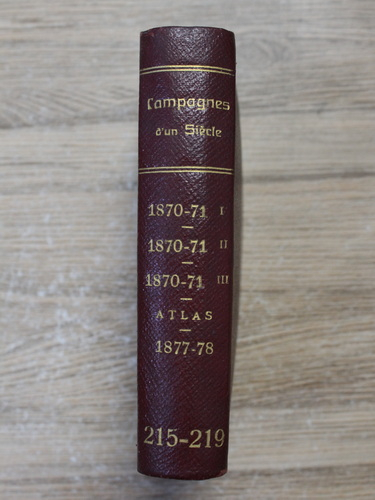 Campagnes
d'un Siècle
1870-71 I
1870-71 II
1870-71 III
ATLAS
1877-78
215-219